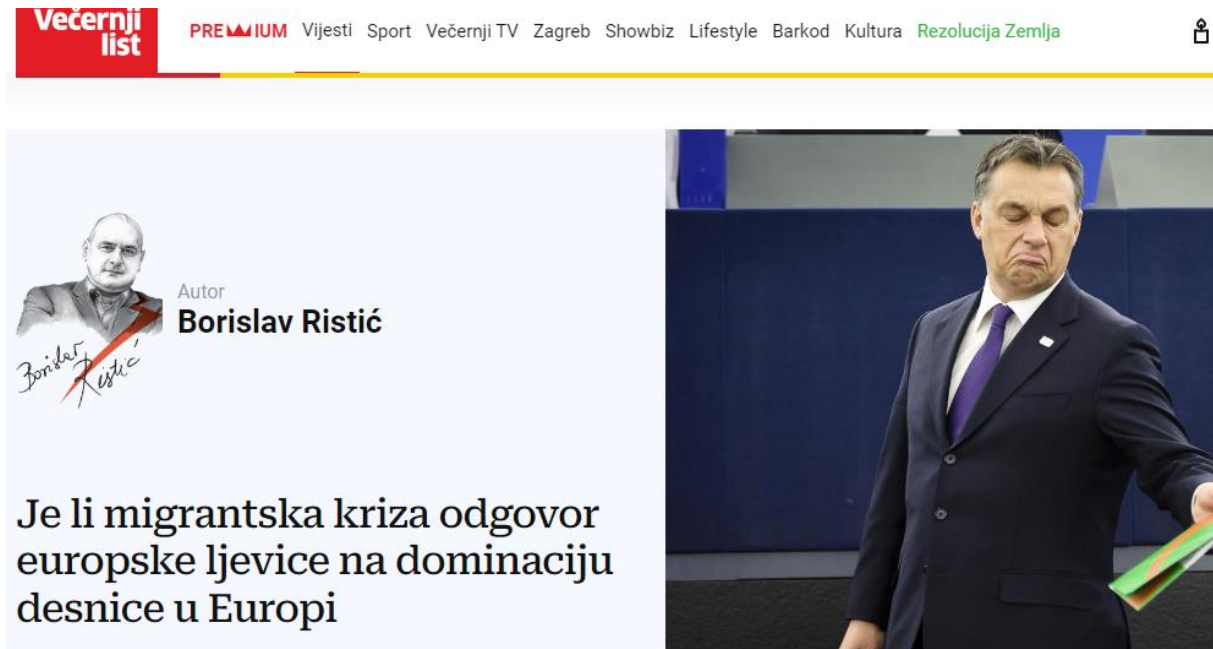 Večernji
list
PREMIUM Vijesti Sport Večernji TV Zagreb Showbiz Lifestyle Barkod Kultura Rezolucija Zemlja
Autor
Borislav Ristić
Borislav
Ristić
Je li migrantska kriza odgovor
europske ljevice na dominaciju
desnice u Europi